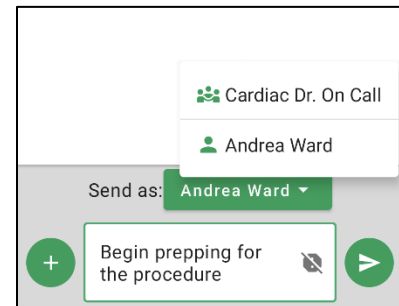 Cardiac Dr. On Call
Andrea Ward
Send as: Andrea Ward
Begin prepping for
the procedure